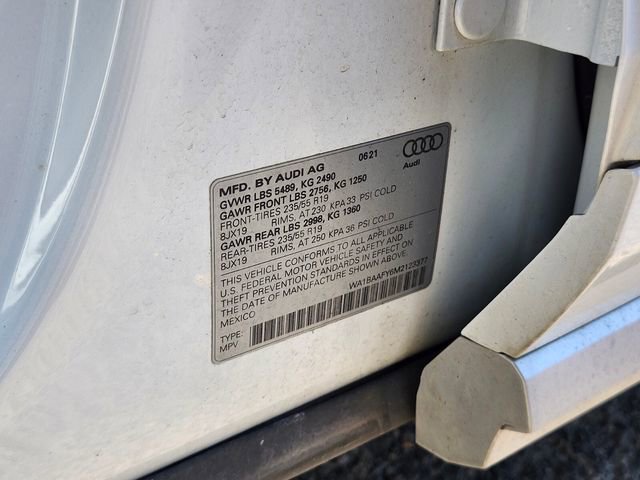 MFD. BY AUDI AG 06 21
Audi
GVWR LBS 5489, KG 2490
GAWR FRONT LBS 2756, KG 1250
FRONT-TIRES 235/55 R19
8JX19 RIMS, AT 230 KPA 33 PSI COLD
GAWR REAR LBS 2998, KG 1360
REAR-TIRES 235/55 R19
8JX19 RIMS, AT 250 KPA 36 PSI COLD
THIS VEHICLE CONFORMS TO ALL APPLICABLE
U.S. FEDERAL MOTOR VEHICLE SAFETY AND
THEFT PREVENTION STANDARDS IN EFFECT ON
THE DATE OF MANUFACTURE SHOWN ABOVE.
MEXICO WA1BAAFY6M2123377
TYPE:
MPV